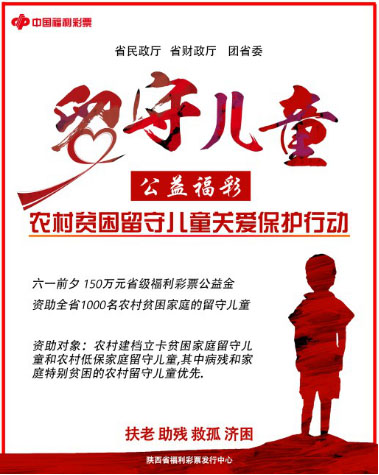 中国福利彩票
省民政厅 省财政厅 团省委
留守儿童
公益福彩
农村贫困留守儿童关爱保护行动
六一前夕 150万元省级福利彩票公益金
资助全省1000名农村贫困家庭的留守儿童
资助对象：农村建档立卡贫困家庭留守儿
童和农村低保家庭留守儿童,其中病残和家
庭特别贫困的农村留守儿童优先.
扶老 助残 救孤 济困
陕西省福利彩票发行中心